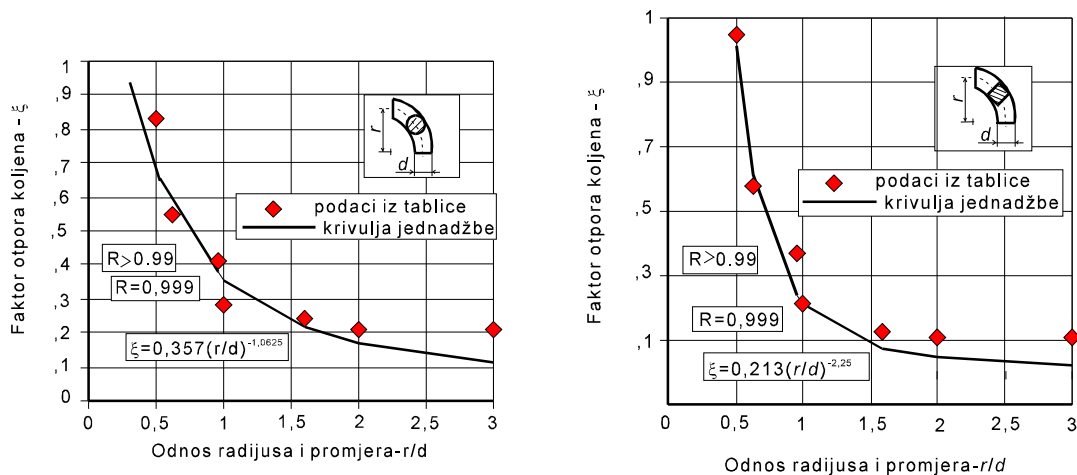 Faktor otpora koljena - ξ
1
,9
,8
,7
,6
,5
,4
,3
,2
,1
0
r
d
podaci iz tablice
krivulja jednadžbe
R>0.99
R=0,999
ξ=0,357(r/d)-1,0625
0 0,5 1 1,5 2 2,5 3
Odnos radijusa i promjera-r/d
Faktor otpora koljena - ξ
1
,9
,7
,5
,3
,1
r
d
podaci iz tablice
krivulja jednadžbe
R>0.99
R=0,999
ξ=0,213(r/d)-2,25
0 0,5 1 1,5 2 2,5 3
Odnos radijusa i promjera-r/d